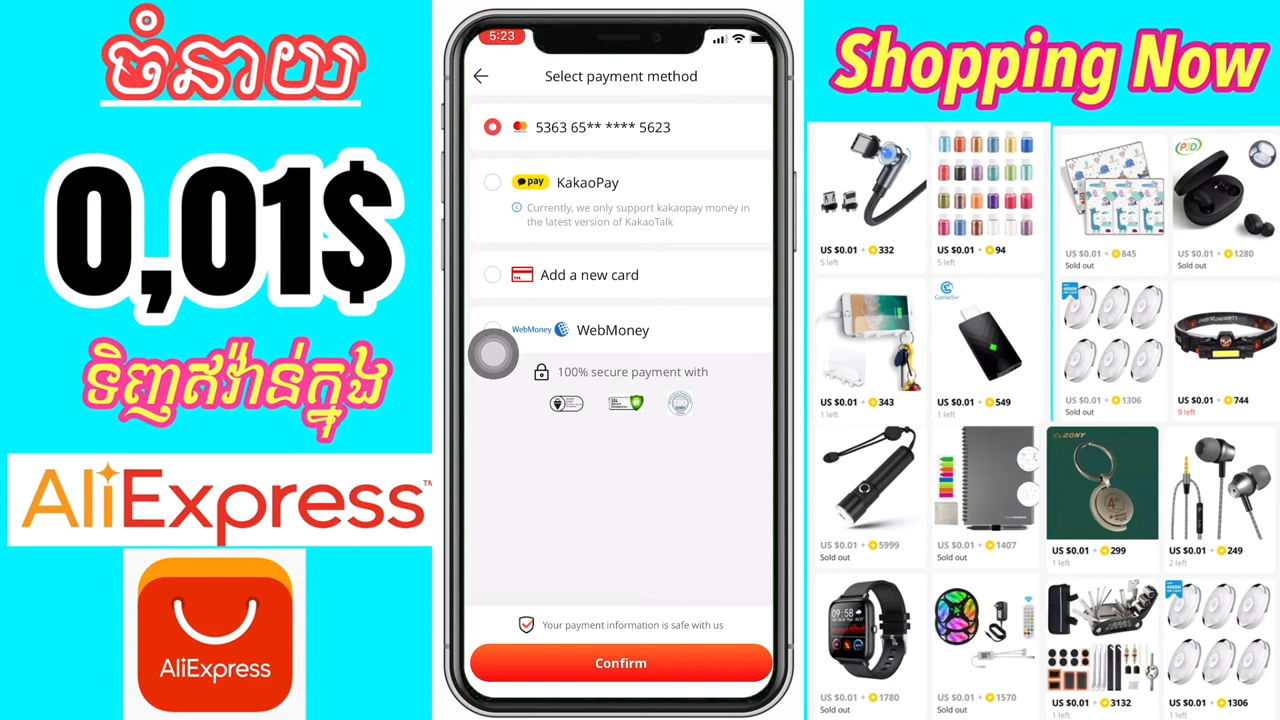 ចំនាយ
0,01$
ទិញឥវ៉ាន់ក្នុង
AliExpress™
AliExpress
5:23
Select payment method
5363 65** **** 5623
pay KakaoPay
Currently, we only support kakaopay money in
the latest version of KakaoTalk
Add a new card
WebMoney WebMoney
100% secure payment with
Your payment information is safe with us
Confirm
Shopping Now
US $0.01 + 332
5 left
US $0.01 + 94
5 left
US $0.01 + 845
Sold out
PJD
US $0.01 + 1280
Sold out
US $0.01 + 343
1 left
GameSir
US $0.01 + 549
1 left
US $0.01 + 1306
Sold out
US $0.01 + 744
9 left
US $0.01 + 5999
Sold out
US $0.01 + 1407
Sold out
US $0.01 + 299
1 left
US $0.01 + 249
2 left
09:58
US $0.01 + 1780
Sold out
US $0.01 + 1570
Sold out
US $0.01 + 3132
1 left
US $0.01 + 1306
1 left